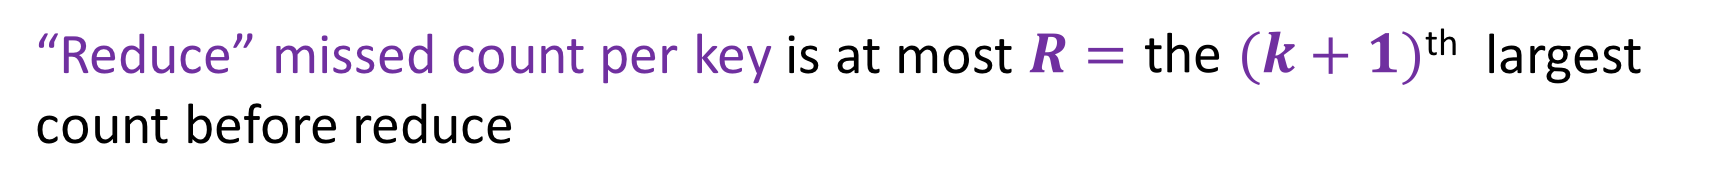 “Reduce” missed count per key is at most R = the (k + 1)th largest
count before reduce